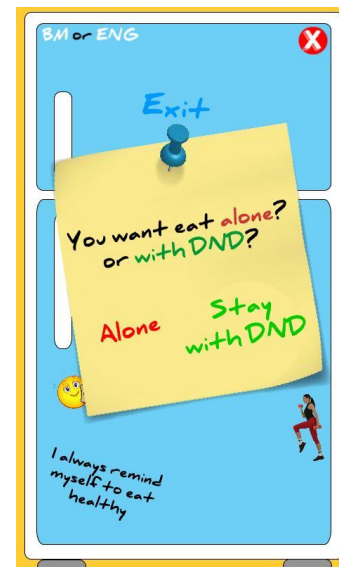 BM or ENG
X
Exit
You want eat alone?
or with DND?
Alone
Stay
with DND
I always remind
myself to eat
healthy